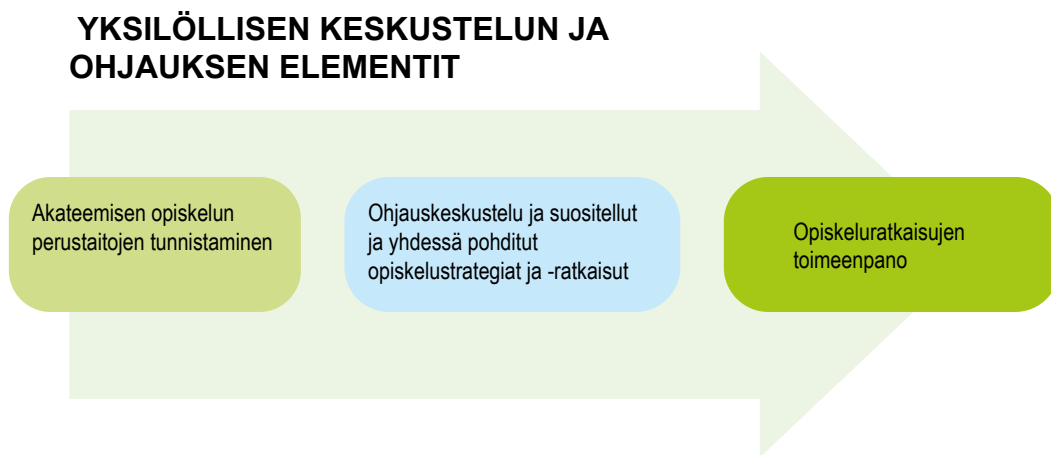 YKSILÖLLISEN KESKUSTELUN JA
OHJAUKSEN ELEMENTIT
Akateemisen opiskelun
perustaitojen tunnistaminen
Ohjauskeskustelu ja suositellut
ja yhdessä pohditut
opiskelustrategiat ja -ratkaisut
Opiskeluratkaisujen
toimeenpano